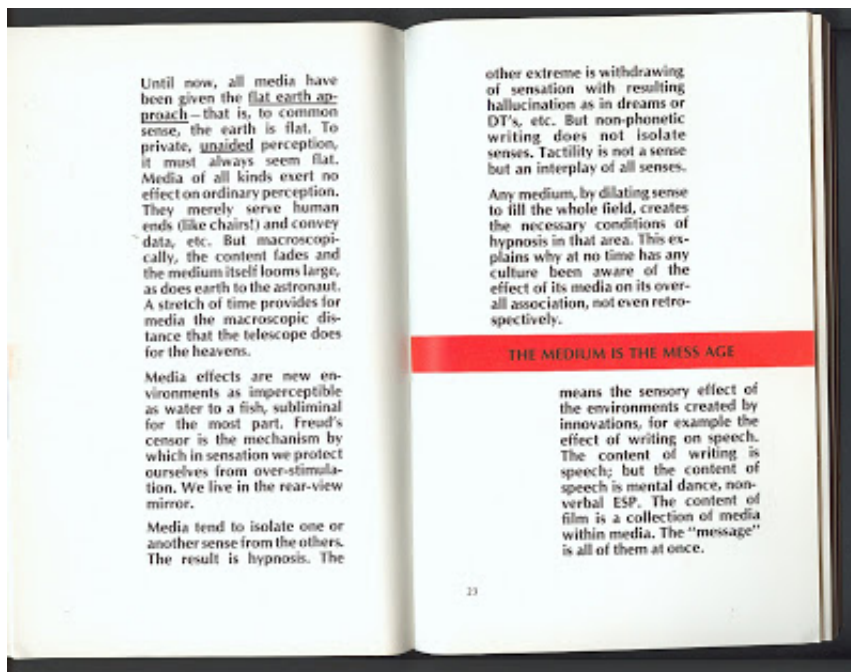 Until now, all media have
been given the flat earth ap-
proach — that is, to common
sense, the earth is flat. To
private, unaided perception,
it must always seem flat.
Media of all kinds exert no
effect on ordinary perception.
They merely serve human
ends (like chairs!) and convey
data, etc. But macroscopi-
cally, the content fades and
the medium itself looms large,
as does earth to the astronaut.
A stretch of time provides for
media the macroscopic dis-
tance that the telescope does
for the heavens.
Media effects are new en-
vironments as imperceptible
as water to a fish, subliminal
for the most part. Freud's
censor is the mechanism by
which in sensation we protect
ourselves from over-stimula-
tion. We live in the rear-view
mirror.
Media tend to isolate one or
another sense from the others.
The result is hypnosis. The
other extreme is withdrawing
of sensation with resulting
hallucination as in dreams or
DT's, etc. But non-phonetic
writing does not isolate
senses. Tactility is not a sense
but an interplay of all senses.
Any medium, by dilating sense
to fill the whole field, creates
the necessary conditions of
hypnosis in that area. This ex-
plains why at no time has any
culture been aware of the
effect of its media on its over-
all association, not even retro-
spectively.
THE MEDIUM IS THE MESS AGE
means the sensory effect of
the environments created by
innovations, for example the
effect of writing on speech.
The content of writing is
speech; but the content of
speech is mental dance, non-
verbal ESP. The content of
film is a collection of media
within media. The "message"
is all of them at once.
23